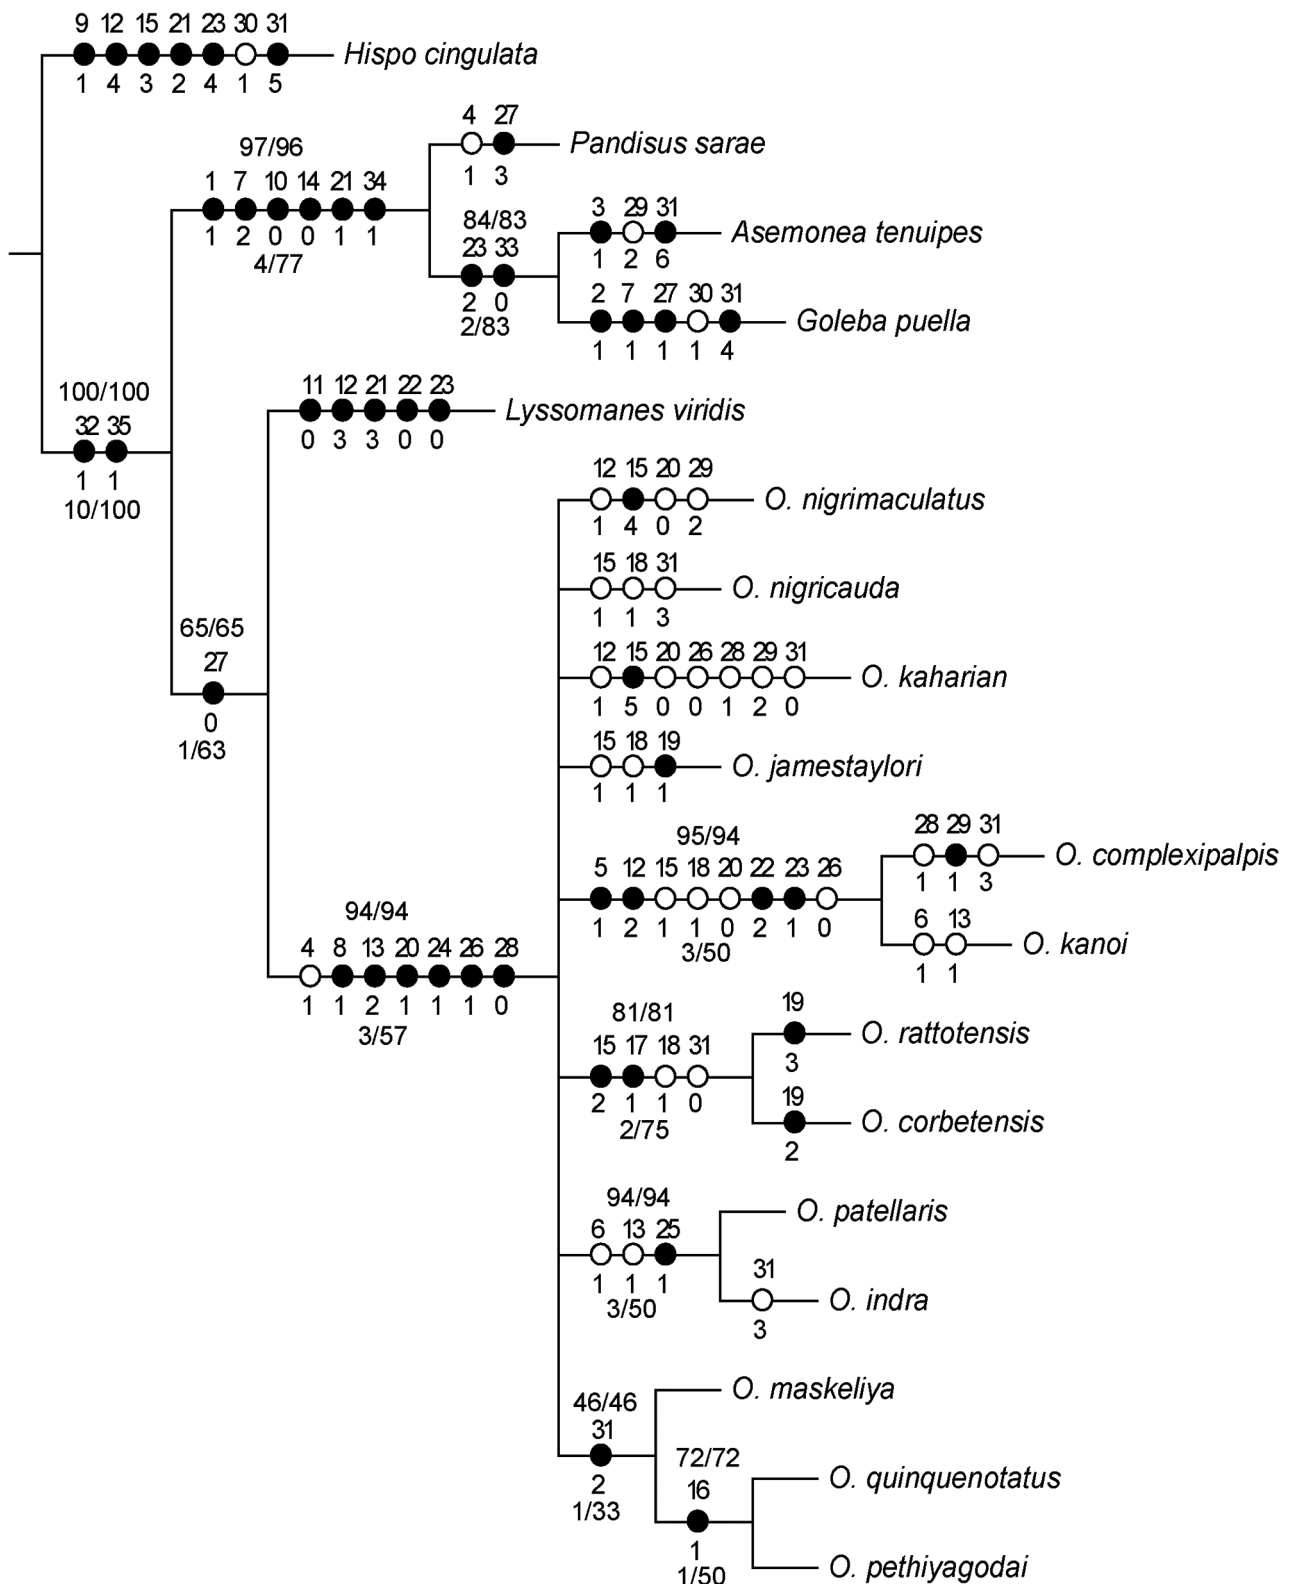 9 12 15 21 23 30 31
Hispo cingulata
1 4 3 2 4 1 5
4 27
Pandisus sarae
1 3
97/96
1 7 10 14 21 34
1 2 0 0 1 1
4/77
3 29 31
Asemonea tenuipes
1 2 6
84/83
23 33
2 0
2/83
2 7 27 30 31
Goleba puella
1 1 1 1 4
100/100
32 35
1 1
10/100
11 12 21 22 23
Lyssomanes viridis
0 3 3 0 0
12 15 20 29
O. nigrimaculatus
1 4 0 2
15 18 31
O. nigricauda
1 1 3
65/65
27
0
1/63
12 15 20 26 28 29 31
O. kaharian
1 5 0 0 1 2 0
15 18 19
O. jamestaylori
1 1 1
95/94
5 12 15 18 20 22 23 26
1 2 1 1 0 2 1 0
3/50
28 29 31
O. complexipalpis
1 1 3
6 13
O. kanoi
1 1
94/94
4 8 13 20 24 26 28
1 1 2 1 1 1 0
3/57
81/81
15 17 18 31
2 1 1 0
2/75
19
O. rattotensis
3
19
O. corbetensis
2
94/94
6 13 25
1 1 1
3/50
O. patellaris
31
O. indra
3
46/46
31
2
1/33
O. maskeliya
72/72
16
1
1/50
O. quinquenotatus
O. pethiyagodai